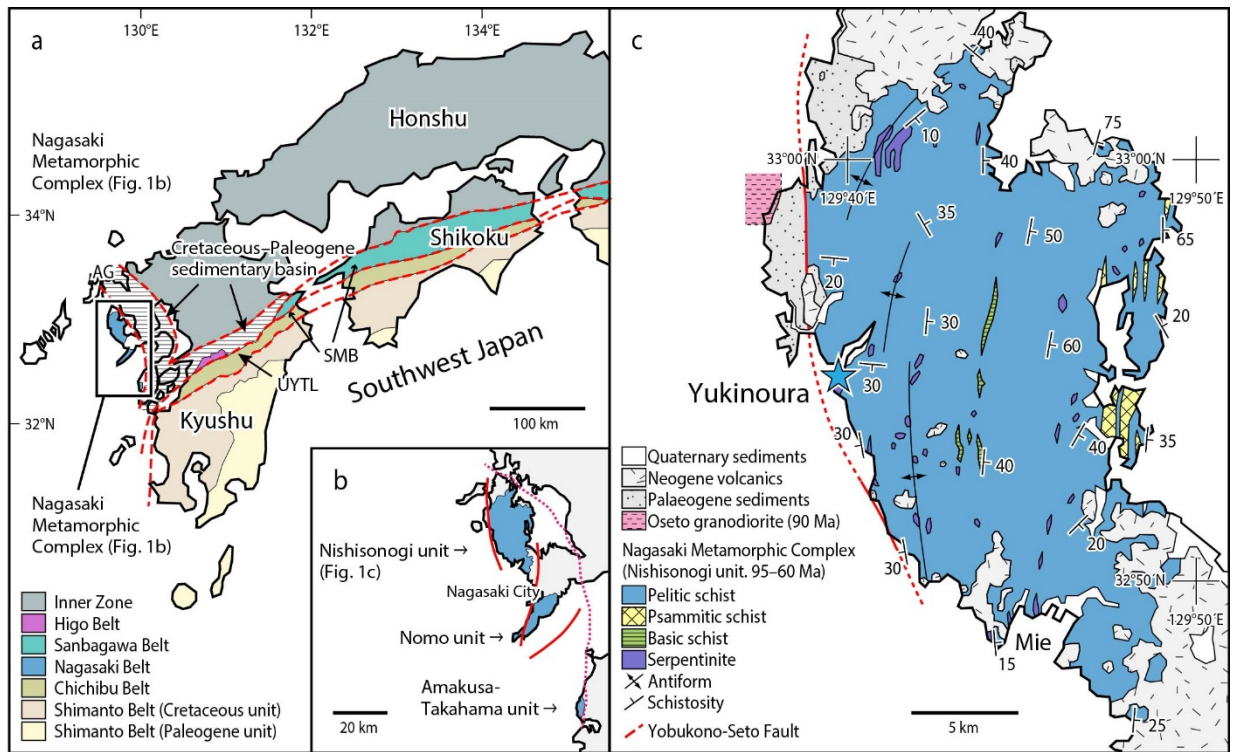 130°
132°
134°
a
Honshu
Nagasaki
Metamorphic
Complex (Fig. 1b)
34°
Cretaceous–Paleogene
sedimentary basin
Shikoku
AG
SMB
UYTL
Southwest Japan
100 km
Kyushu
32°
Nagasaki
Metamorphic
Complex (Fig. 1b)
Inner Zone
Higo Belt
Sanbagawa Belt
Nagasaki Belt
Chichibu Belt
Shimanto Belt (Cretaceous unit)
Shimanto Belt (Paleogene unit)
b
Nishisonogi unit →
(Fig. 1c)
Nagasaki City
Nomo unit →
Amakusa-
Takahama unit →
20 km
c
40
75
10
33°00´N
40
33°00´N
129°40´E
129°50´E
35
50
65
20
30
20
60
Yukinoura
30
30
40
35
40
20
30
32°50´N
129°50´E
Mie
15
25
Quaternary sediments
Neogene volcanics
Palaeogene sediments
Oseto granodiorite (90 Ma)
Nagasaki Metamorphic Complex
(Nishisonogi unit. 95–60 Ma)
Pelitic schist
Psammitic schist
Basic schist
Serpentinite
Antiform
Schistosity
Yobukono-Seto Fault
5 km